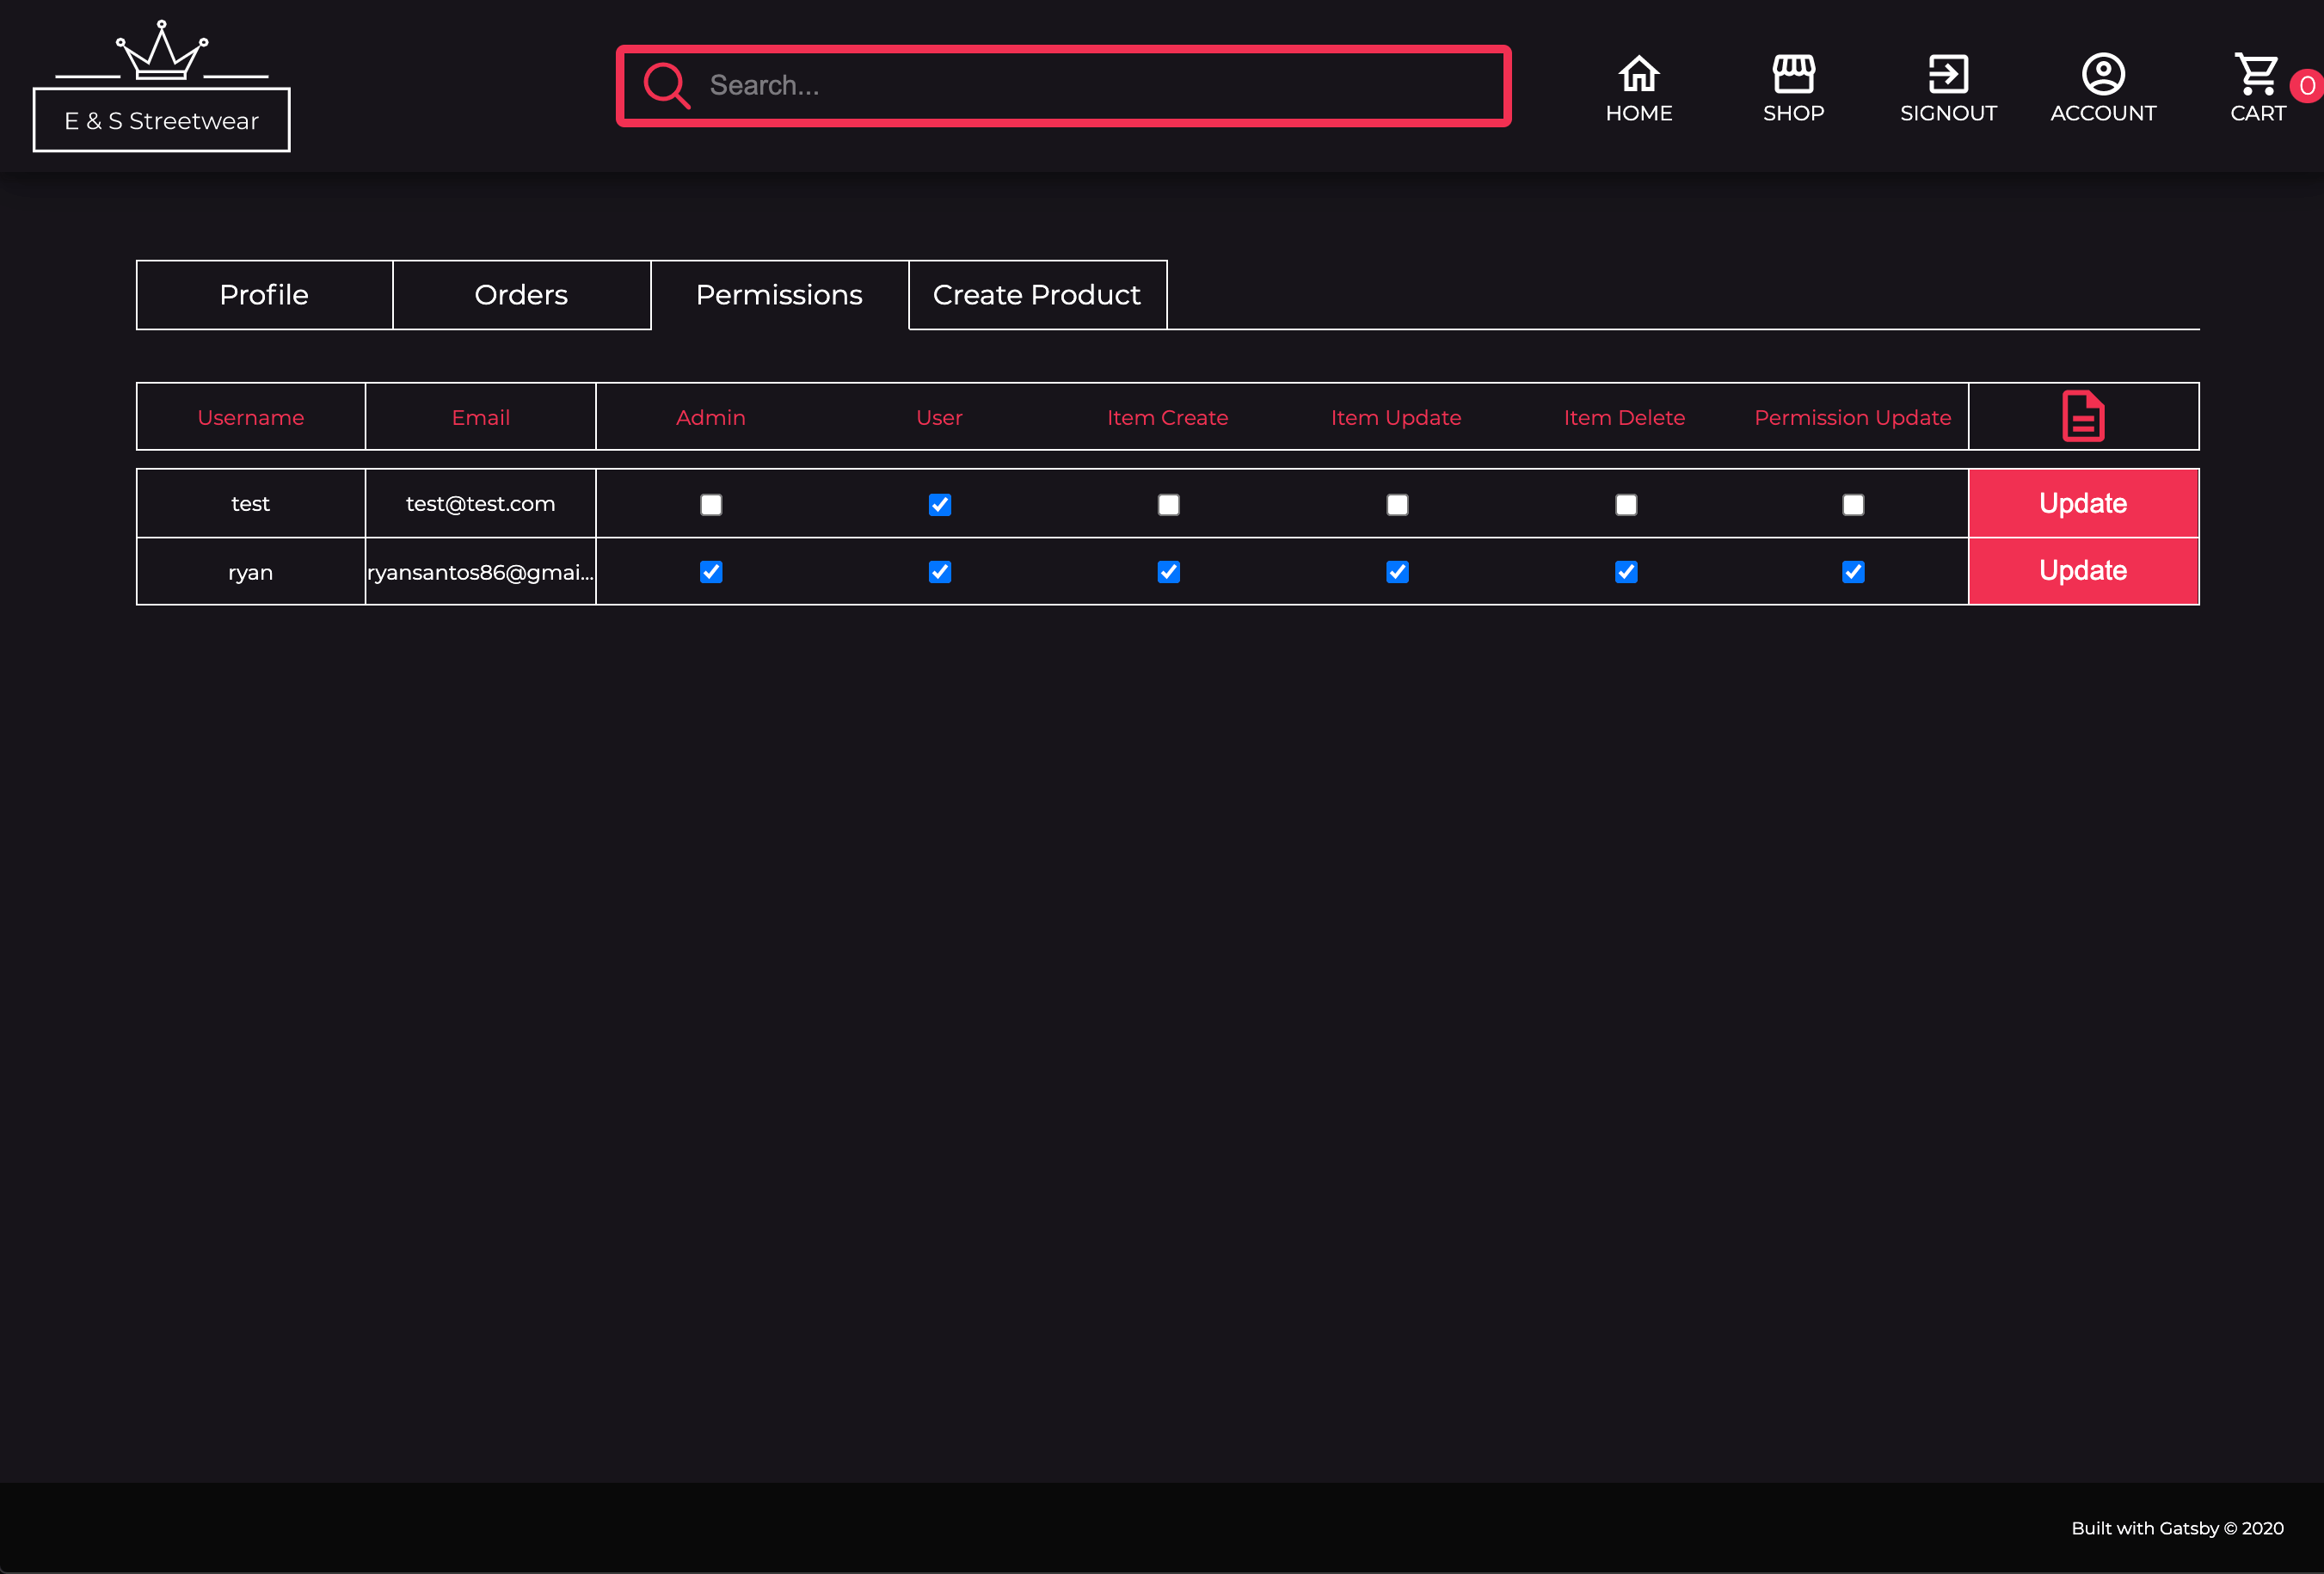 E & S Streetwear
Search...
HOME SHOP SIGNOUT ACCOUNT CART 0
Profile Orders Permissions Create Product
Username Email Admin User Item Create Item Update Item Delete Permission Update
test test@test.com Update
ryan ryansantos86@gmai... Update
Built with Gatsby © 2020